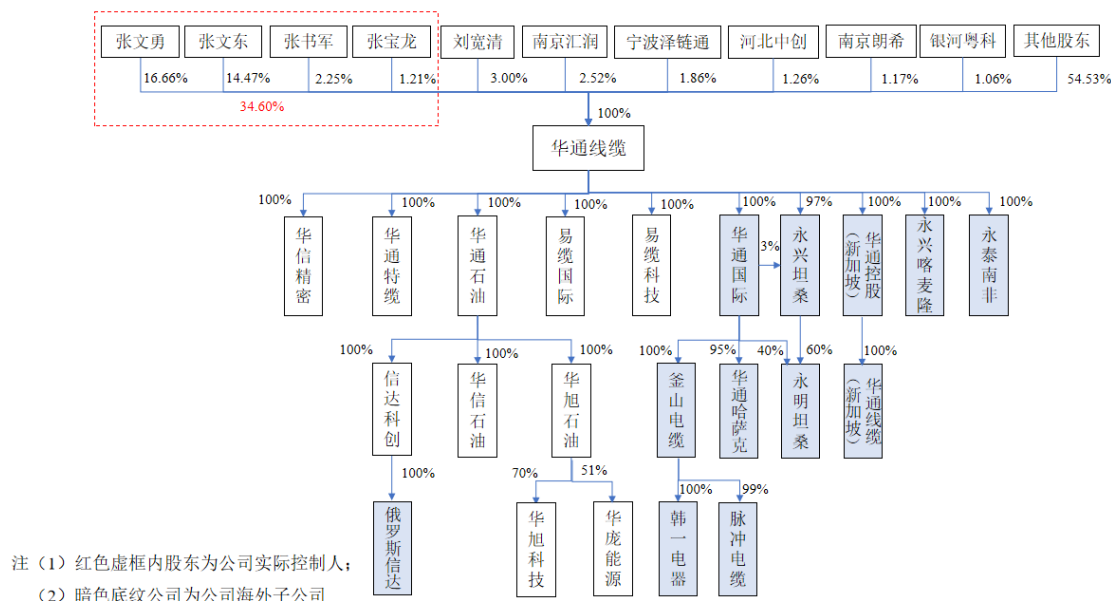 张文勇 张文东 张书军 张宝龙 刘宽清 南京汇润 宁波泽链通 河北中创 南京朗希 银河粤科 其他股东
16.66% 14.47% 2.25% 1.21% 3.00% 2.52% 1.86% 1.26% 1.17% 1.06% 54.53%
34.60%
100%
华通线缆
100% 100% 100% 100% 100% 100% 97% 100% 100% 100%
华信精密
华通特缆
华通石油
易缆国际
易缆科技
华通国际
3%
永兴坦桑
华通控股
(新加坡)
永兴喀麦隆
永泰南非
100% 100% 100% 100% 95% 40% 60% 100%
信达科创
华信石油
华旭石油
釜山电缆
华通哈萨克
永明坦桑
华通线缆
(新加坡)
100% 70% 51% 100% 99%
俄罗斯信达
华旭科技
华庞能源
韩一电器
脉冲电缆
注（1）红色虚框内股东为公司实际控制人；
（2）暗色底纹公司为公司海外子公司